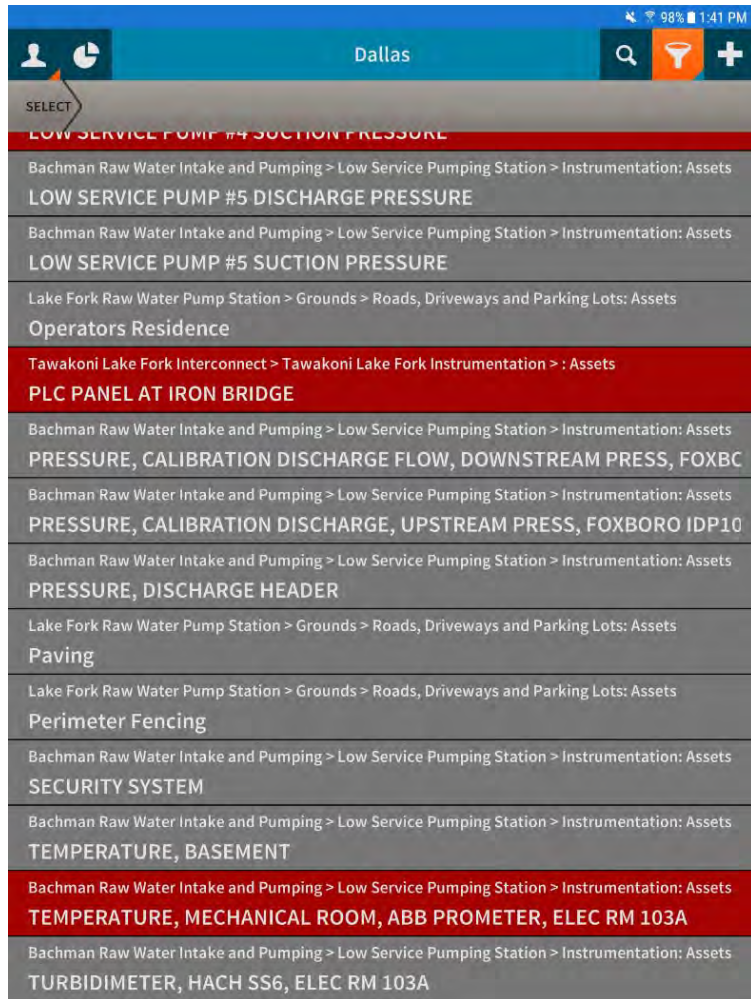 98% 1:41 PM
Dallas
SELECT
LOW SERVICE PUMP #4 SUCTION PRESSURE
Bachman Raw Water Intake and Pumping > Low Service Pumping Station > Instrumentation: Assets
LOW SERVICE PUMP #5 DISCHARGE PRESSURE
Bachman Raw Water Intake and Pumping > Low Service Pumping Station > Instrumentation: Assets
LOW SERVICE PUMP #5 SUCTION PRESSURE
Lake Fork Raw Water Pump Station > Grounds > Roads, Driveways and Parking Lots: Assets
Operators Residence
Tawakoni Lake Fork Interconnect > Tawakoni Lake Fork Instrumentation > : Assets
PLC PANEL AT IRON BRIDGE
Bachman Raw Water Intake and Pumping > Low Service Pumping Station > Instrumentation: Assets
PRESSURE, CALIBRATION DISCHARGE FLOW, DOWNSTREAM PRESS, FOXBC
Bachman Raw Water Intake and Pumping > Low Service Pumping Station > Instrumentation: Assets
PRESSURE, CALIBRATION DISCHARGE, UPSTREAM PRESS, FOXBORO IDP10
Bachman Raw Water Intake and Pumping > Low Service Pumping Station > Instrumentation: Assets
PRESSURE, DISCHARGE HEADER
Lake Fork Raw Water Pump Station > Grounds > Roads, Driveways and Parking Lots: Assets
Paving
Lake Fork Raw Water Pump Station > Grounds > Roads, Driveways and Parking Lots: Assets
Perimeter Fencing
Bachman Raw Water Intake and Pumping > Low Service Pumping Station > Instrumentation: Assets
SECURITY SYSTEM
Bachman Raw Water Intake and Pumping > Low Service Pumping Station > Instrumentation: Assets
TEMPERATURE, BASEMENT
Bachman Raw Water Intake and Pumping > Low Service Pumping Station > Instrumentation: Assets
TEMPERATURE, MECHANICAL ROOM, ABB PROMETER, ELEC RM 103A
Bachman Raw Water Intake and Pumping > Low Service Pumping Station > Instrumentation: Assets
TURBIDIMETER, HACH SS6, ELEC RM 103A